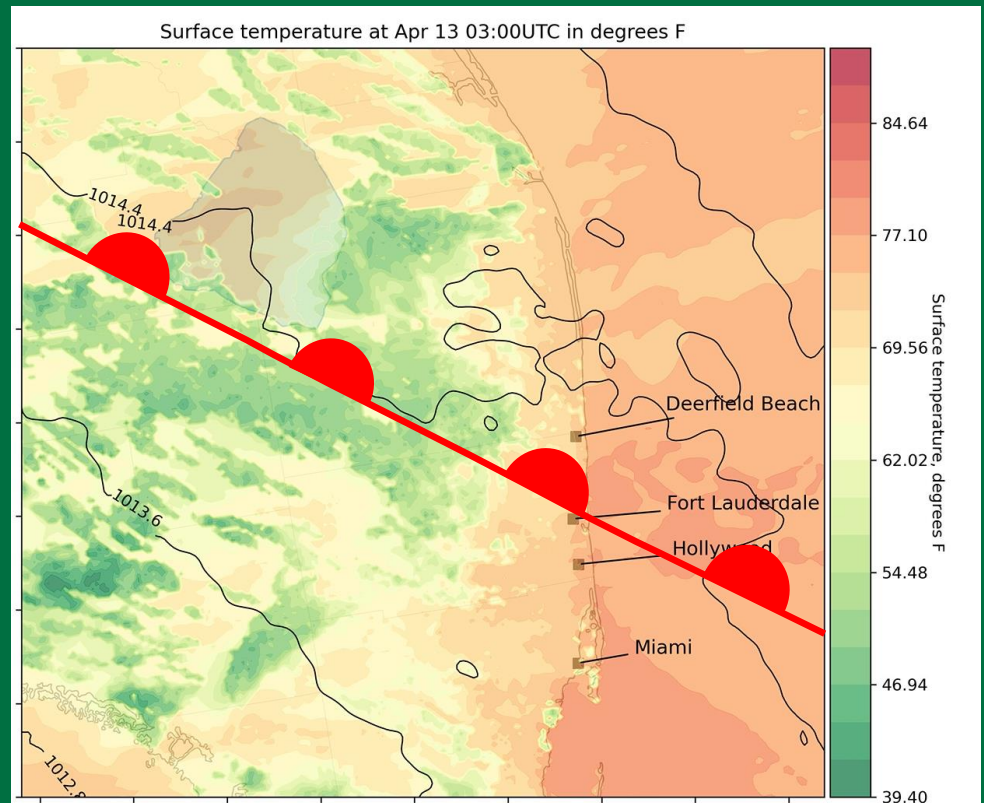 Surface temperature at Apr 13 03:00UTC in degrees F
84.64
1014.4
1014.4
77.10
69.56
Deerfield Beach
62.02
1013.6
Fort Lauderdale
Surface temperature, degrees F
54.48
Miami
46.94
39.40